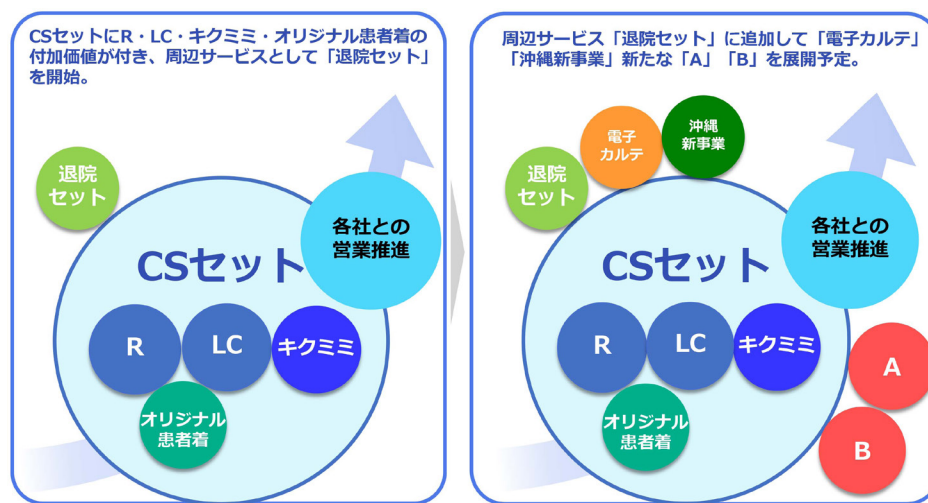 CSセットにR・LC・キクミミ・オリジナル患者着の
付加価値が付き、周辺サービスとして「退院セット」
を開始。
退院
セット
各社との
営業推進
CSセット
R
LC
キクミミ
オリジナル
患者着
周辺サービス「退院セット」に追加して「電子カルテ」
「沖縄新事業」新たな「A」「B」を展開予定。
電子
カルテ
沖縄
新事業
退院
セット
各社との
営業推進
CSセット
R
LC
キクミミ
A
オリジナル
患者着
B